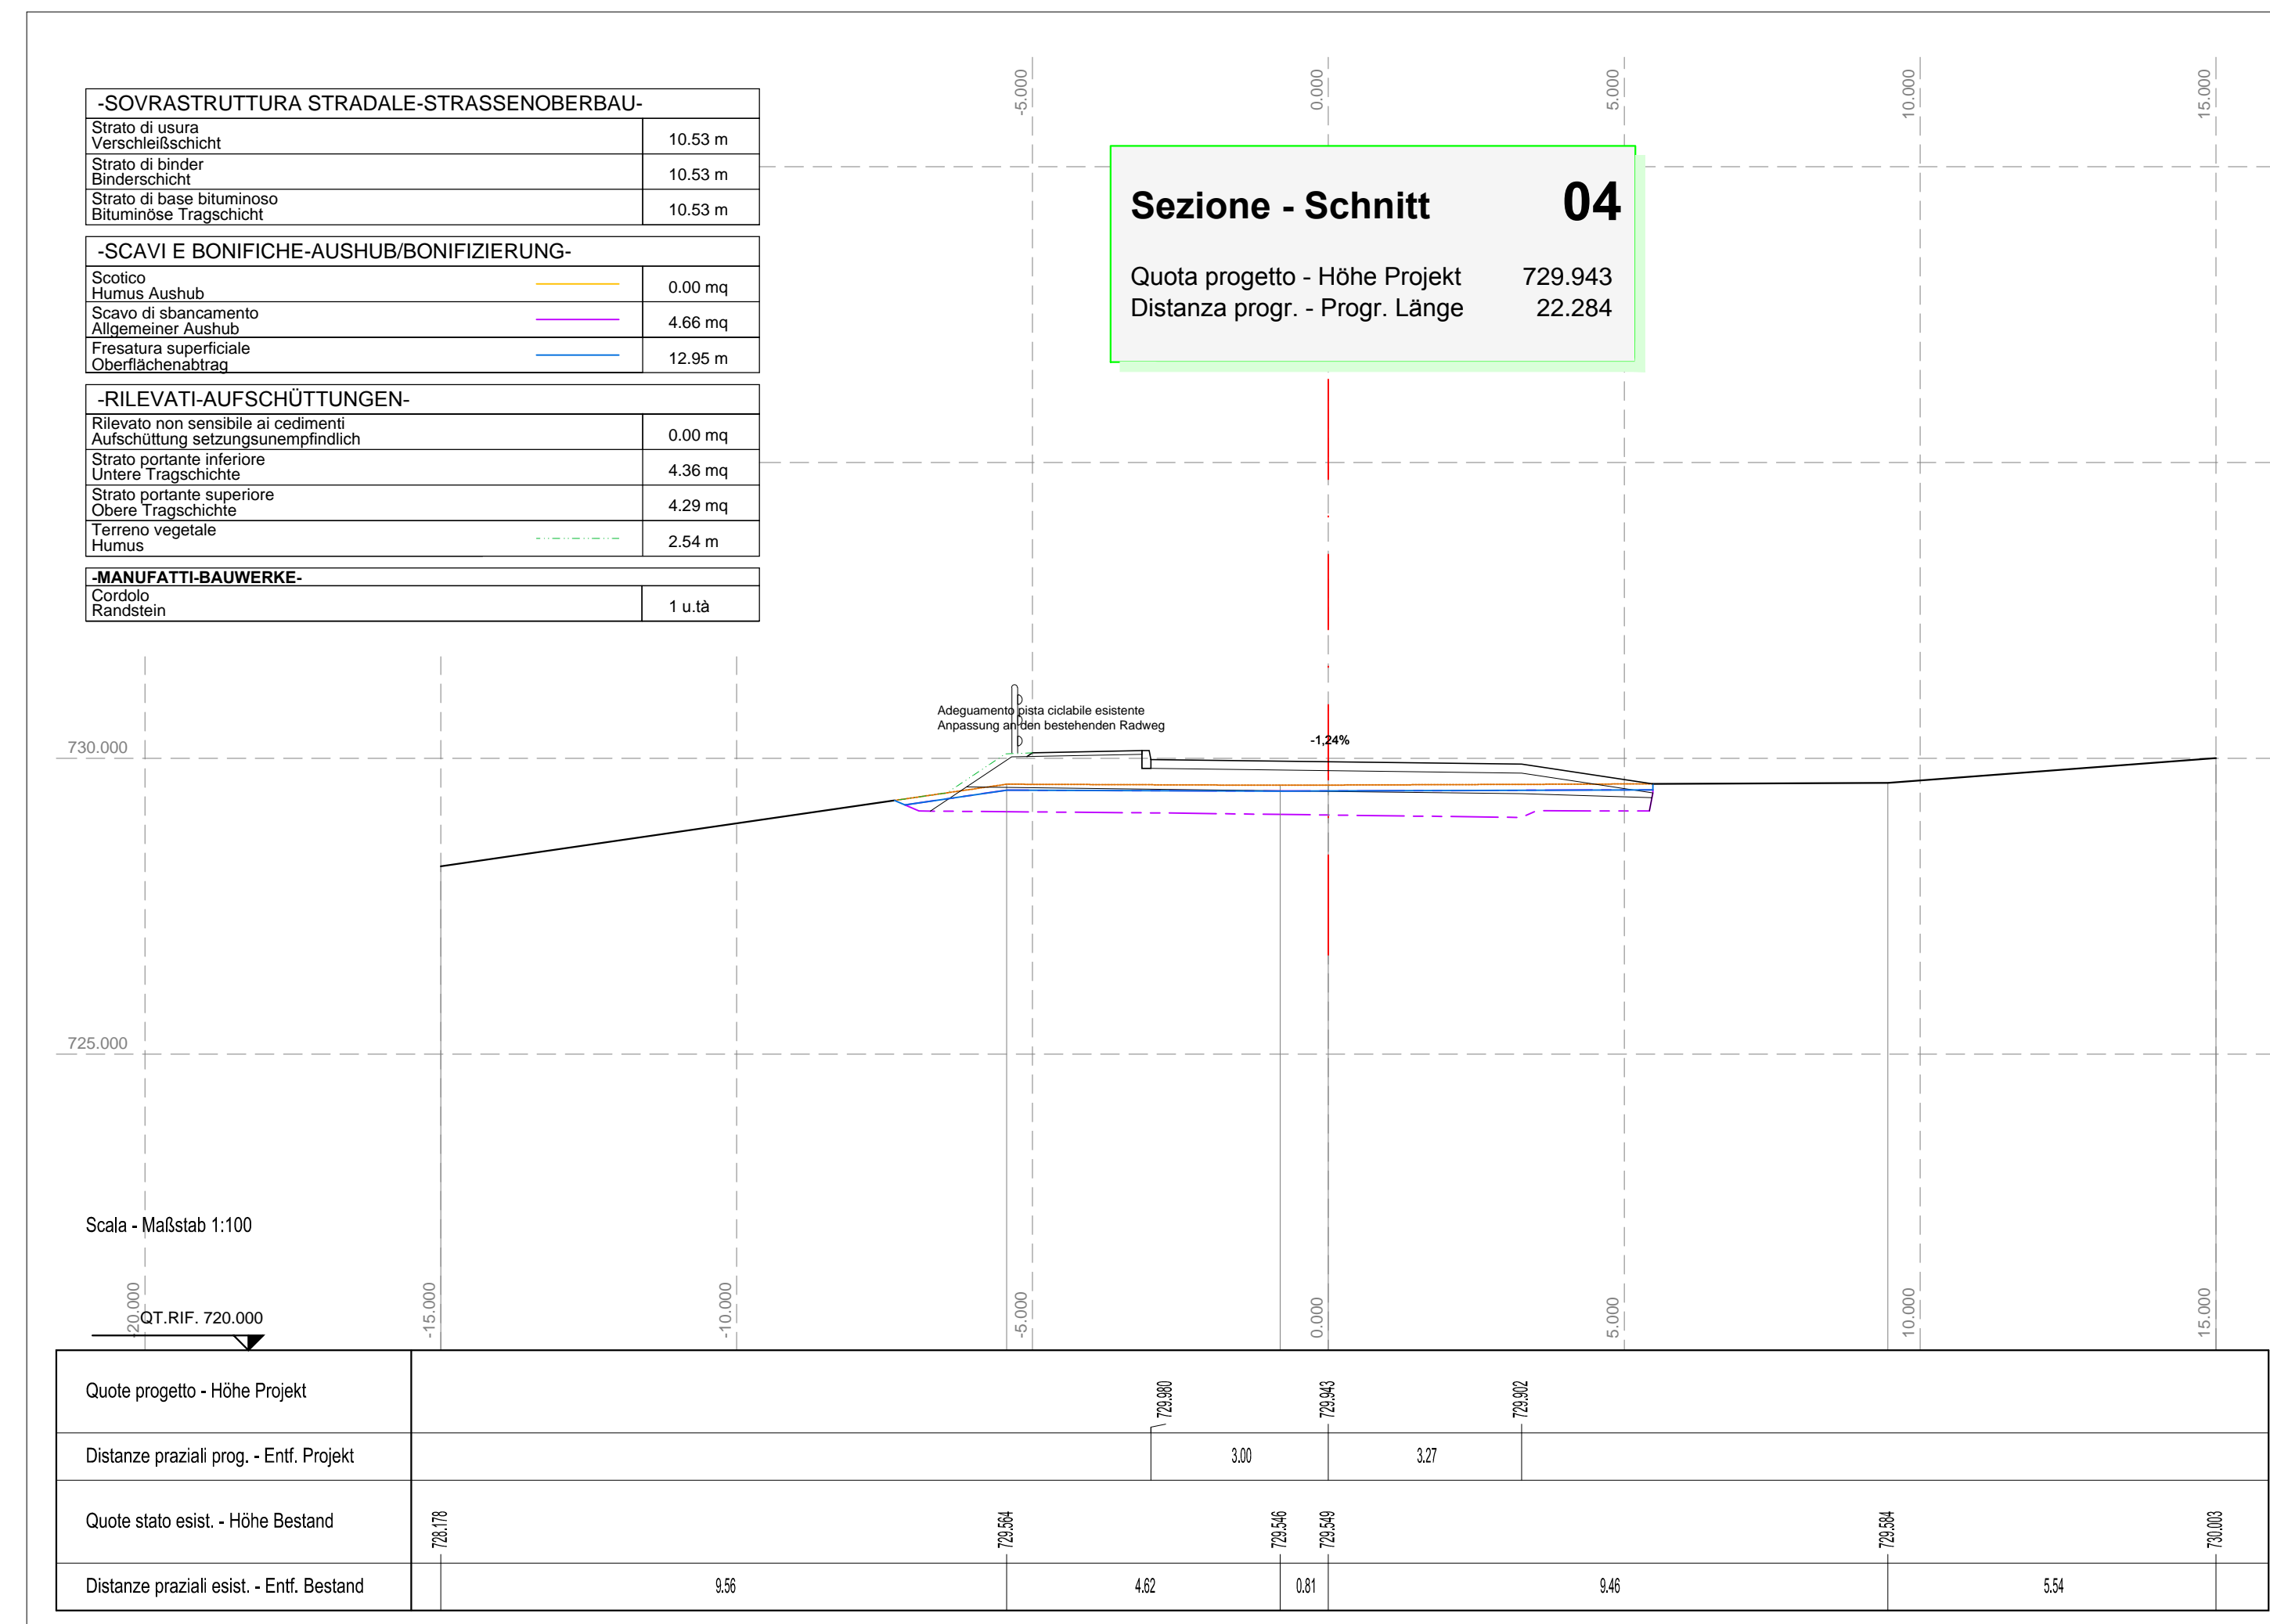 -SOVRASTRUTTURA STRADALE-STRASSENOBERBAU-
Strato di usura
Verschleißschicht
10.53 m
Strato di binder
Binderschicht
10.53 m
Strato di base bituminoso
Bituminöse Tragschicht
10.53 m
-SCAVI E BONIFICHE-AUSHUB/BONIFIZIERUNG-
Scotico
Humus Aushub
0.00 mq
Scavo di sbancamento
Allgemeiner Aushub
4.66 mq
Fresatura superficiale
Oberflächenabtrag
12.95 m
-RILEVATI-AUFSCHÜTTUNGEN-
Rilevato non sensibile ai cedimenti
Aufschüttung setzungsunempfindlich
0.00 mq
Strato portante inferiore
Untere Tragschichte
4.36 mq
Strato portante superiore
Obere Tragschichte
4.29 mq
Terreno vegetale
Humus
2.54 m
-MANUFATTI-BAUWERKE-
Cordolo
Randstein
1 u.tà
-5.000
0.000
5.000
10.000
15.000
Sezione - Schnitt 04
Quota progetto - Höhe Projekt 729.943
Distanza progr. - Progr. Länge 22.284
Adeguamento pista ciclabile esistente
Anpassung an den bestehenden Radweg
-1,24%
730.000
725.000
Scala - Maßstab 1:100
QT.RIF. 720.000
-20.000
-15.000
-10.000
-5.000
0.000
5.000
10.000
15.000
Quote progetto - Höhe Projekt
729.980
729.943
729.902
Distanze praziali prog. - Entf. Projekt
3.00
3.27
Quote stato esist. - Höhe Bestand
728.178
729.564
729.546
729.549
729.584
730.003
Distanze praziali esist. - Entf. Bestand
9.56
4.62
0.81
9.46
5.54